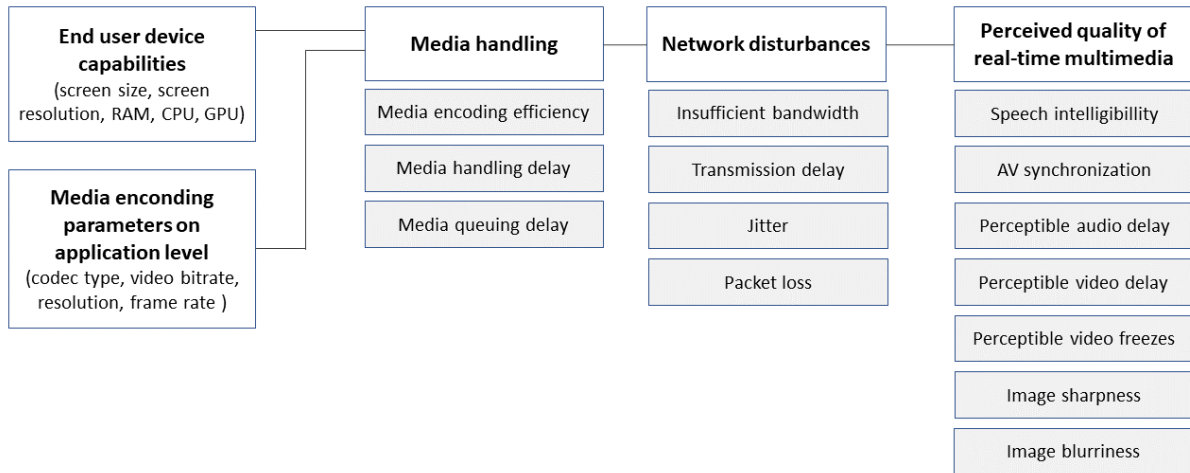 End user device
capabilities
(screen size, screen
resolution, RAM, CPU, GPU)
Media enconding
parameters on
application level
(codec type, video bitrate,
resolution, frame rate )
Media handling
Media encoding efficiency
Media handling delay
Media queuing delay
Network disturbances
Insufficient bandwidth
Transmission delay
Jitter
Packet loss
Perceived quality of
real-time multimedia
Speech intelligibillity
AV synchronization
Perceptible audio delay
Perceptible video delay
Perceptible video freezes
Image sharpness
Image blurriness